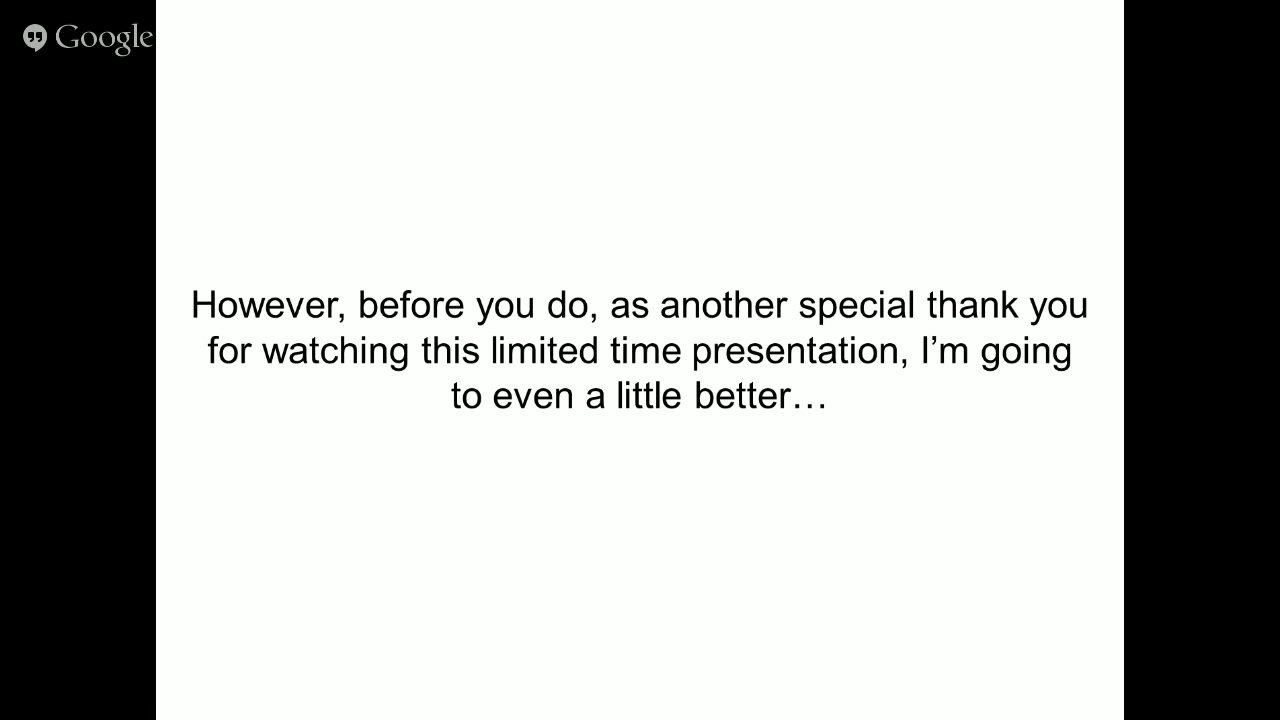 Google
However, before you do, as another special thank you
for watching this limited time presentation, I’m going
to even a little better…